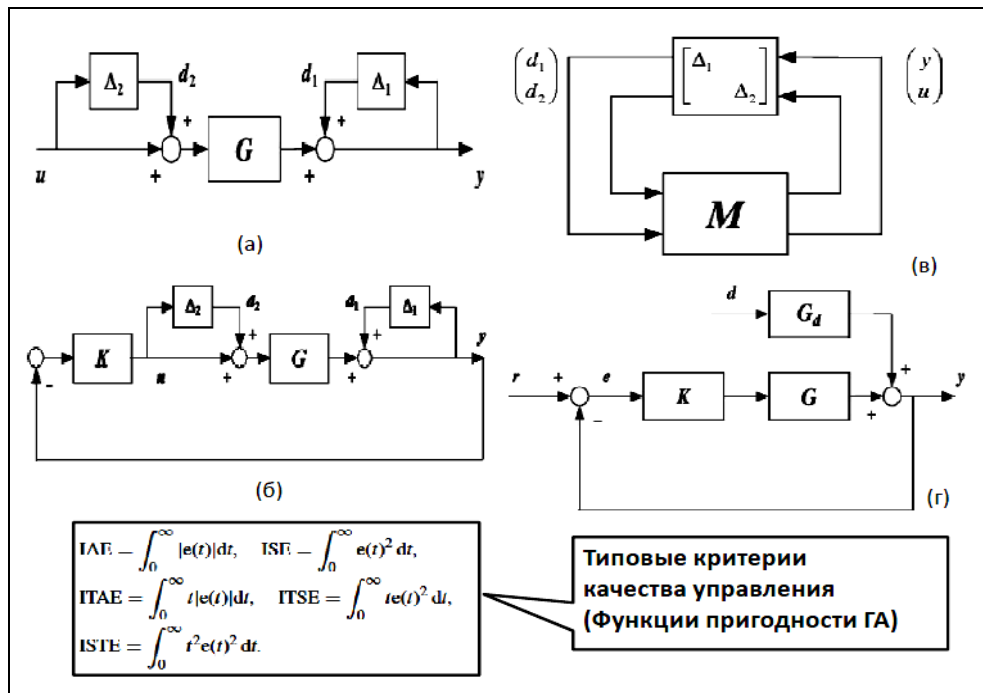 Δ₂
d₂
d₁
Δ₁
+
+
u
+
G
+
y
(а)
(d₁ d₂)
[Δ₁ Δ₂]
(y u)
M
(в)
Δ₂
d₂
d₁
Δ₁
y
+
+
K
u
+
G
+
-
(б)
d
G_d
r
+
e
K
G
+
+
y
-
(г)
IAE = ∫₀^∞ |e(t)|dt, ISE = ∫₀^∞ e(t)² dt,
ITAE = ∫₀^∞ t|e(t)|dt, ITSE = ∫₀^∞ te(t)² dt,
ISTE = ∫₀^∞ t²e(t)² dt.
Типовые критерии
качества управления
(Функции пригодности ГА)